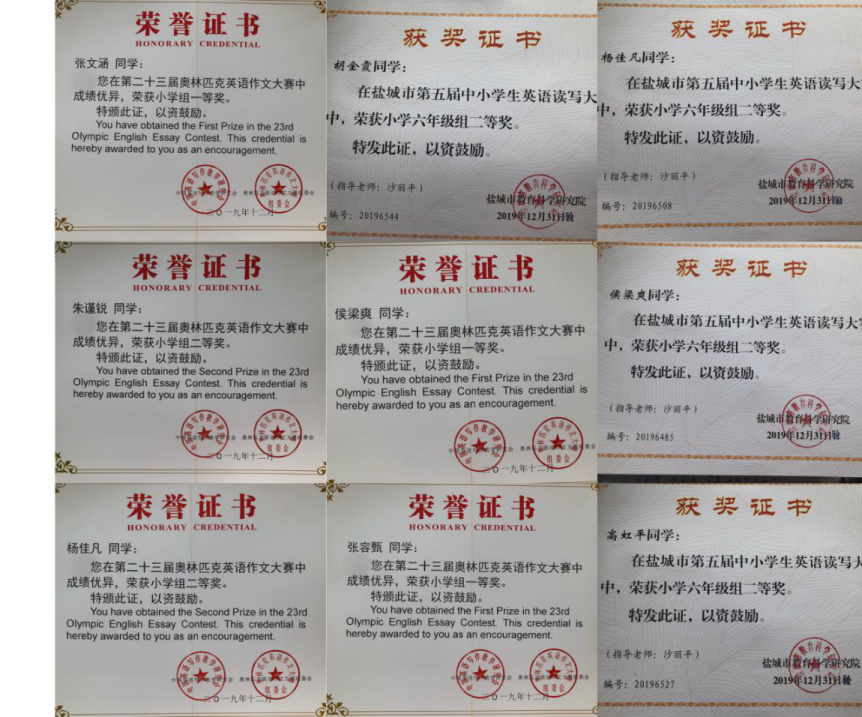 荣誉证书
HONORARY CREDENTIAL
张文涵 同学：
您在第二十三届奥林匹克英语作文大赛中
成绩优异，荣获小学组一等奖。
特颁此证，以资鼓励。
You have obtained the First Prize in the 23rd
Olympic English Essay Contest. This credential is
hereby awarded to you as an encouragement.
二〇一九年十二月
获奖证书
胡金霞同学：
在盐城市第五届中小学生英语读写大
中，荣获小学六年级组二等奖。
特发此证，以资鼓励。
(指导老师：沙丽平)
盐城市教育科学研究院
编号：20196544
2019年12月31日
获奖证书
杨佳凡同学：
在盐城市第五届中小学生英语读写大
中，荣获小学六年级组二等奖。
特发此证，以资鼓励。
(指导老师：沙丽平)
盐城市教育科学研究院
编号：20196508
2019年12月31日
荣誉证书
HONORARY CREDENTIAL
朱谨锐 同学：
您在第二十三届奥林匹克英语作文大赛中
成绩优异，荣获小学组二等奖。
特颁此证，以资鼓励。
You have obtained the Second Prize in the 23rd
Olympic English Essay Contest. This credential is
hereby awarded to you as an encouragement.
二〇一九年十二月
荣誉证书
HONORARY CREDENTIAL
侯梁爽 同学：
您在第二十三届奥林匹克英语作文大赛中
成绩优异，荣获小学组一等奖。
特颁此证，以资鼓励。
You have obtained the First Prize in the 23rd
Olympic English Essay Contest. This credential is
hereby awarded to you as an encouragement.
二〇一九年十二月
获奖证书
侯梁爽同学：
在盐城市第五届中小学生英语读写大
中，荣获小学六年级组二等奖。
特发此证，以资鼓励。
(指导老师：沙丽平)
盐城市教育科学研究院
编号：20196485
2019年12月31日
荣誉证书
HONORARY CREDENTIAL
杨佳凡 同学：
您在第二十三届奥林匹克英语作文大赛中
成绩优异，荣获小学组二等奖。
特颁此证，以资鼓励。
You have obtained the Second Prize in the 23rd
Olympic English Essay Contest. This credential is
hereby awarded to you as an encouragement.
二〇一九年十二月
荣誉证书
HONORARY CREDENTIAL
张容甄 同学：
您在第二十三届奥林匹克英语作文大赛中
成绩优异，荣获小学组一等奖。
特颁此证，以资鼓励。
You have obtained the First Prize in the 23rd
Olympic English Essay Contest. This credential is
hereby awarded to you as an encouragement.
二〇一九年十二月
获奖证书
高虹平同学：
在盐城市第五届中小学生英语读写大
中，荣获小学六年级组二等奖。
特发此证，以资鼓励。
(指导老师：沙丽平)
盐城市教育科学研究院
编号：20196527
2019年12月31日